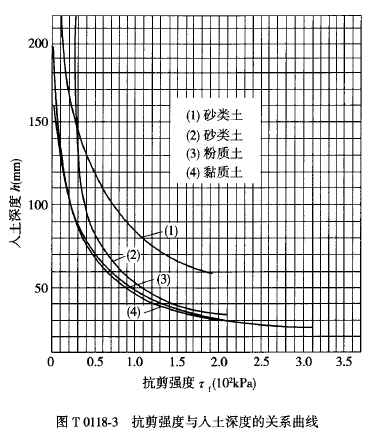 200
150
100
50
10
入土深度 h(mm)
(1) 砂类土
(2) 砂类土
(3) 粉质土
(4) 黏质土
(1)
(2)
(3)
(4)
0 0.5 1.0 1.5 2.0 2.5 3.0 3.5
抗剪强度 τf(10²kPa)
图 T 0118-3 抗剪强度与入土深度的关系曲线